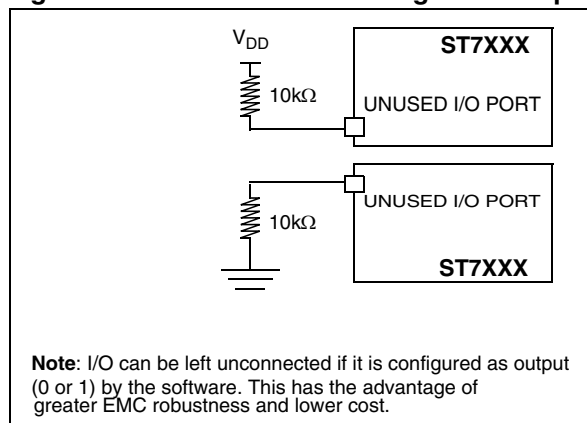 V_DD
ST7XXX
10kΩ
UNUSED I/O PORT
UNUSED I/O PORT
10kΩ
ST7XXX
Note: I/O can be left unconnected if it is configured as output
(0 or 1) by the software. This has the advantage of
greater EMC robustness and lower cost.